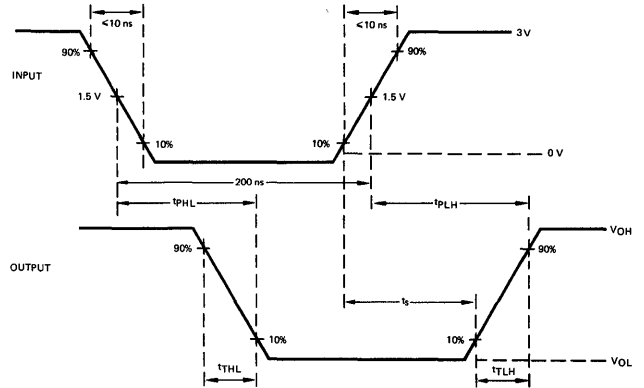 ≤10 ns
≤10 ns
3V
90%
90%
INPUT
1.5 V
1.5 V
10%
10%
0 V
200 ns
tPHL
tPLH
VOH
90%
90%
OUTPUT
ts
10%
10%
tTHL
tTLH
VOL